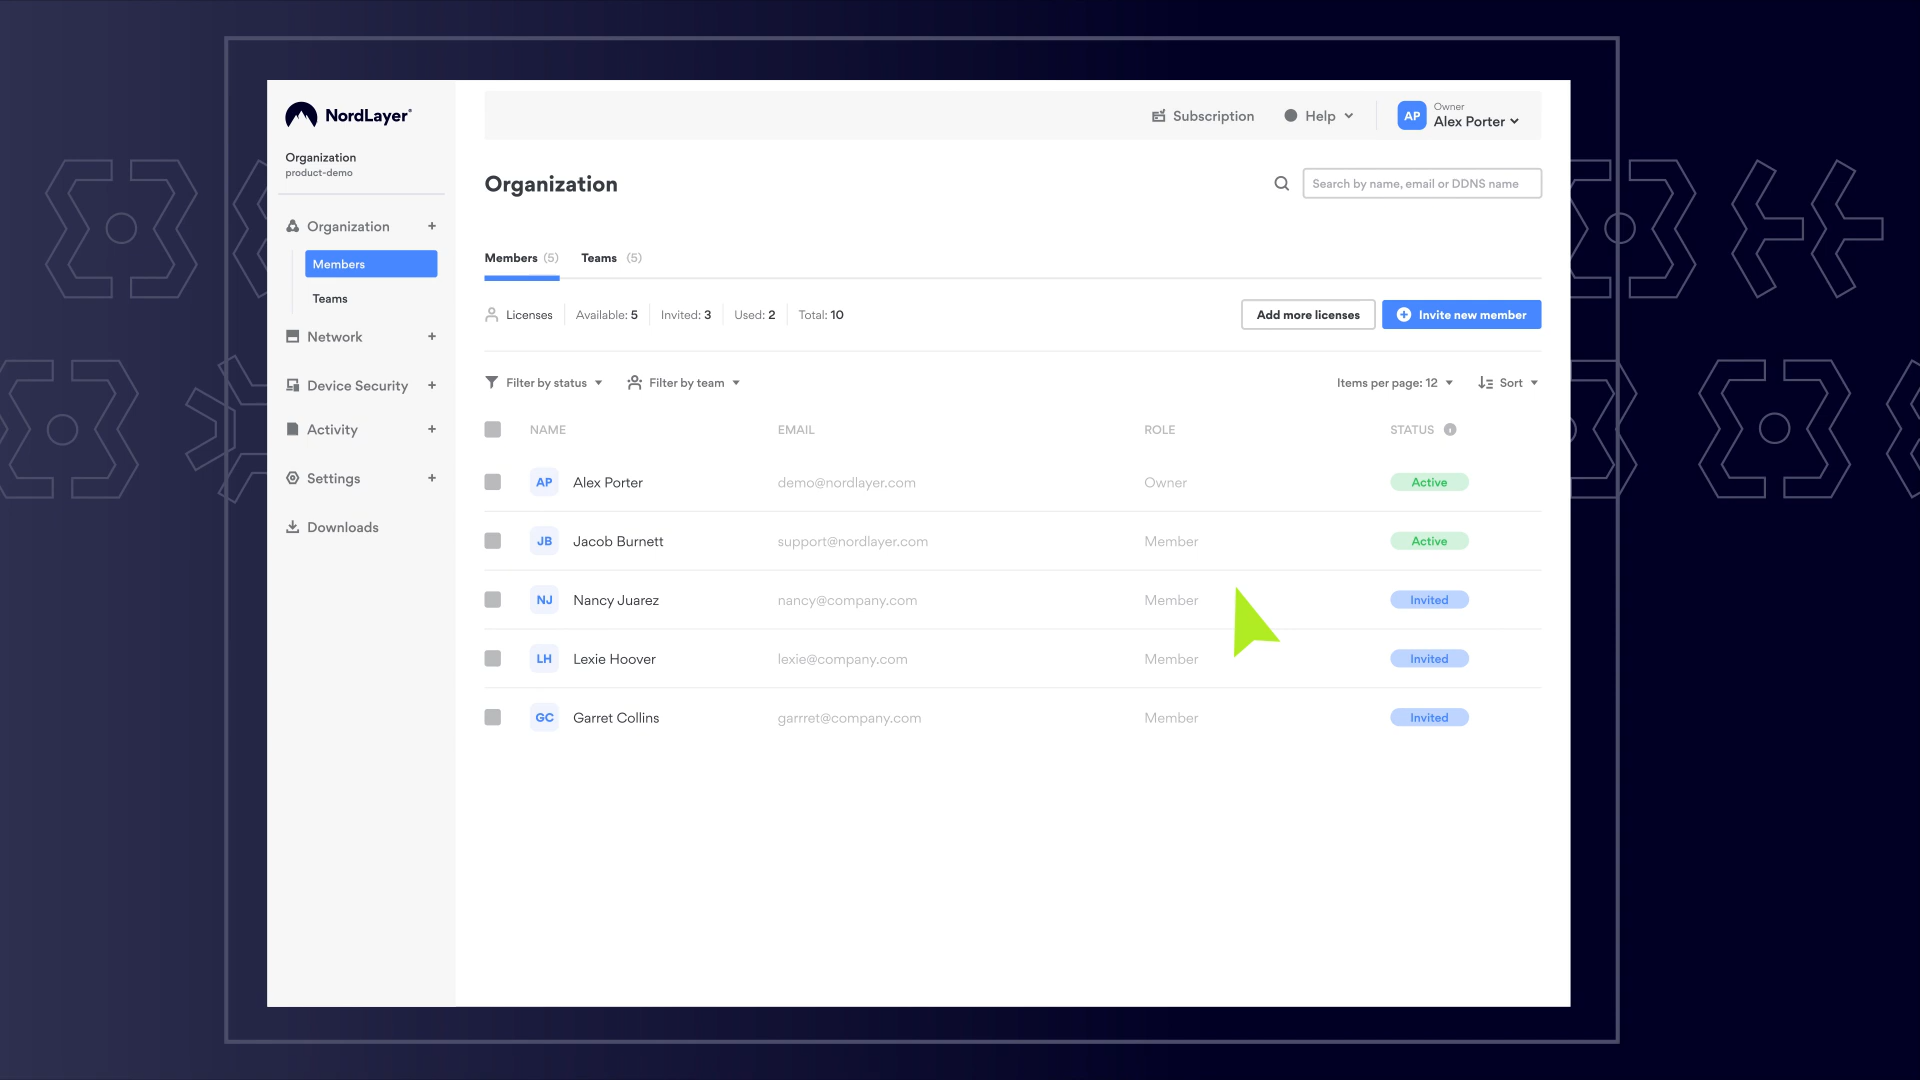 NordLayer®
Organization
product-demo
Organization +
Members
Teams
Network +
Device Security +
Activity +
Settings +
Downloads
Subscription
Help
AP
Owner
Alex Porter
Organization
Search by name, email or DDNS name
Members (5)
Teams (5)
Licenses Available: 5 Invited: 3 Used: 2 Total: 10
Add more licenses
Invite new member
Filter by status
Filter by team
Items per page: 12
Sort
NAME EMAIL ROLE STATUS
AP Alex Porter demo@nordlayer.com Owner Active
JB Jacob Burnett support@nordlayer.com Member Active
NJ Nancy Juarez nancy@company.com Member Invited
LH Lexie Hoover lexie@company.com Member Invited
GC Garret Collins garrret@company.com Member Invited